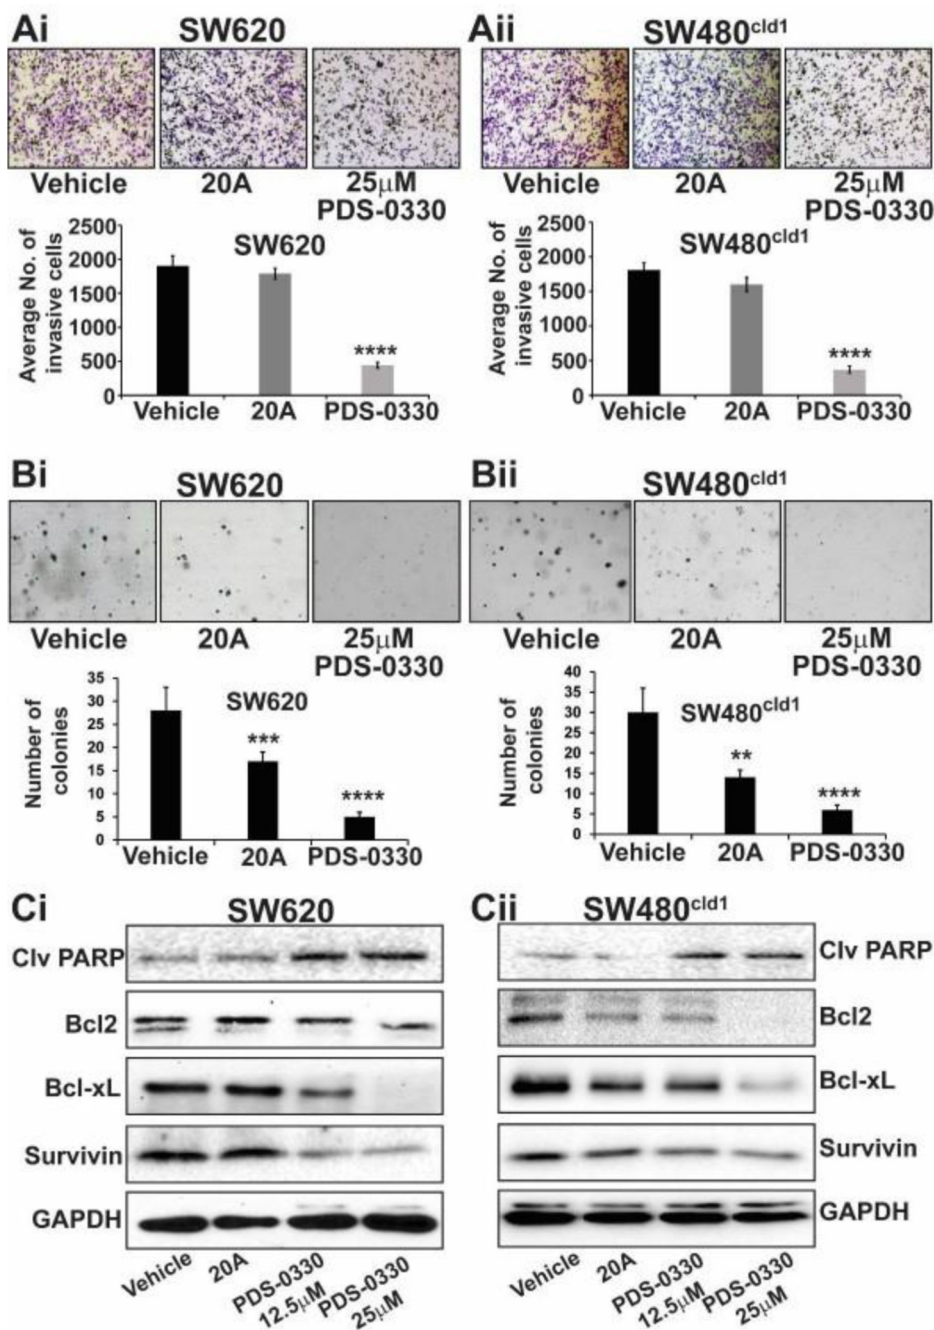 Ai
SW620
Vehicle
20A
25μM
PDS-0330
Average No. of
invasive cells
2500
2000
1500
1000
500
0
SW620
****
Vehicle
20A
PDS-0330
Aii
SW480cld1
Vehicle
20A
25μM
PDS-0330
Average No. of
invasive cells
2500
2000
1500
1000
500
0
SW480cld1
****
Vehicle
20A
PDS-0330
Bi
SW620
Vehicle
20A
25μM
PDS-0330
Number of
colonies
35
30
25
20
15
10
5
0
SW620
***
****
Vehicle
20A
PDS-0330
Bii
SW480cld1
Vehicle
20A
25μM
PDS-0330
Number of
colonies
40
35
30
25
20
15
10
5
0
SW480cld1
**
****
Vehicle
20A
PDS-0330
Ci
SW620
Clv PARP
Bcl2
Bcl-xL
Survivin
GAPDH
Vehicle
20A
PDS-0330
12.5μM
PDS-0330
25μM
Cii
SW480cld1
Clv PARP
Bcl2
Bcl-xL
Survivin
GAPDH
Vehicle
20A
PDS-0330
12.5μM
PDS-0330
25μM